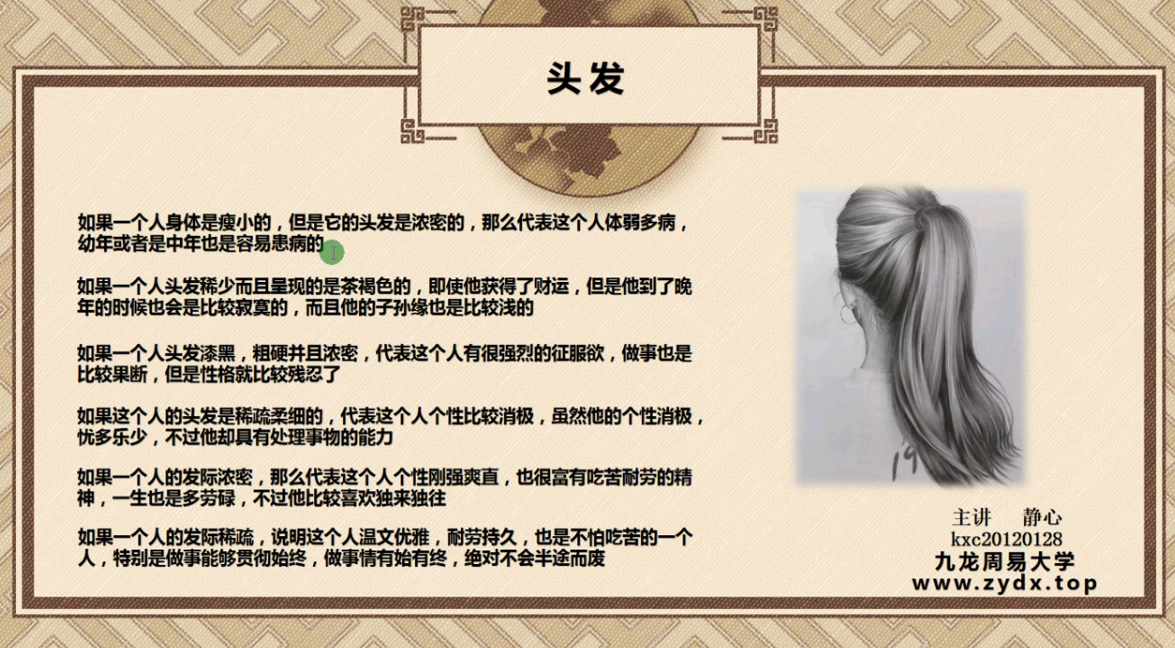 头发
如果一个人身体是瘦小的，但是它的头发是浓密的，那么代表这个人体弱多病，
幼年或者是中年也是容易患病的
如果一个人头发稀少而且呈现的是茶褐色的，即使他获得了财运，但是他到了晚
年的时候也会是比较寂寞的，而且他的子孙缘也是比较浅的
如果一个人头发漆黑，粗硬并且浓密，代表这个人有很强烈的征服欲，做事也是
比较果断，但是性格就比较残忍了
如果这个人的头发是稀疏柔细的，代表这个人个性比较消极，虽然他的个性消极，
忧多乐少，不过他却具有处理事物的能力
如果一个人的发际浓密，那么代表这个人个性刚强爽直，也很富有吃苦耐劳的精
神，一生也是多劳碌，不过他比较喜欢独来独往
如果一个人的发际稀疏，说明这个人温文优雅，耐劳持久，也是不怕吃苦的一个
人，特别是做事能够贯彻始终，做事情有始有终，绝对不会半途而废
19
主讲 静心
kxc20120128
九龙周易大学
www.zydx.top